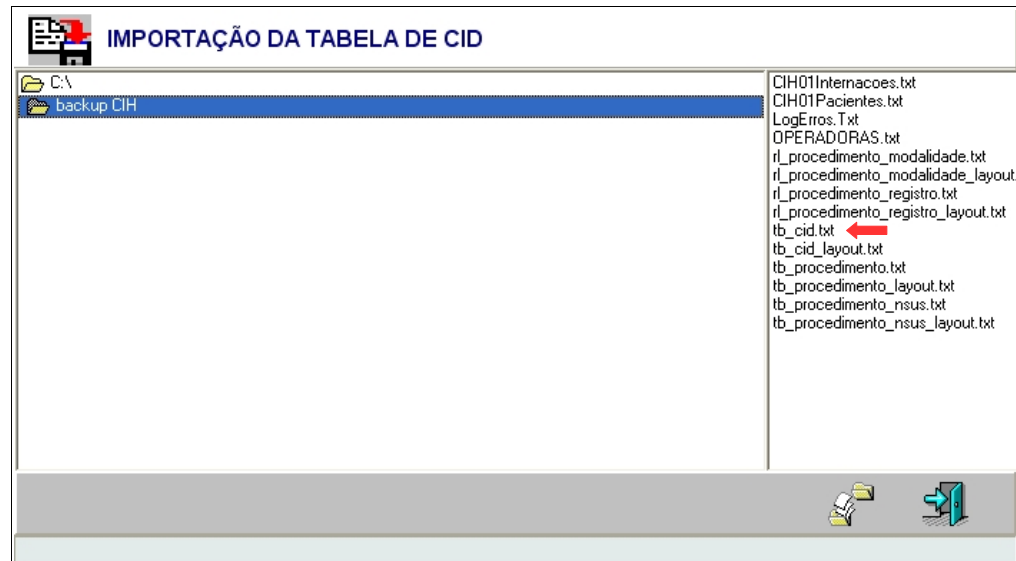 IMPORTAÇÃO DA TABELA DE CID
C:\
backup CIH
CIH01Internacoes.txt
CIH01Pacientes.txt
LogErros.Txt
OPERADORAS.txt
rl_procedimento_modalidade.txt
rl_procedimento_modalidade_layout.
rl_procedimento_registro.txt
rl_procedimento_registro_layout.txt
tb_cid.txt
tb_cid_layout.txt
tb_procedimento.txt
tb_procedimento_layout.txt
tb_procedimento_nsus.txt
tb_procedimento_nsus_layout.txt